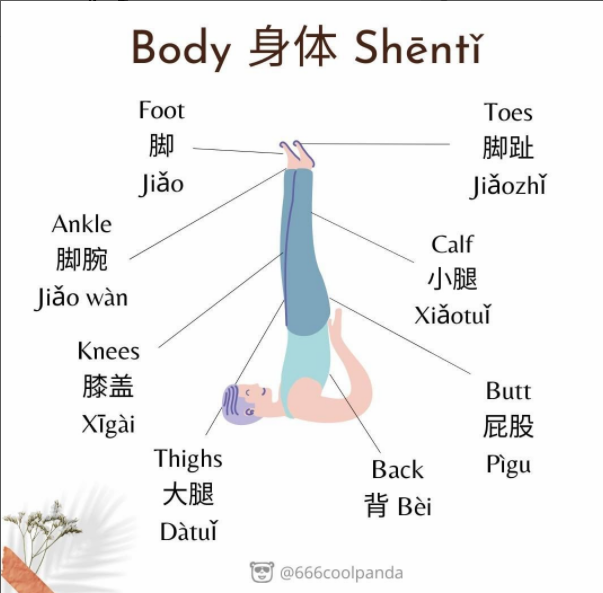 Body 身体 Shēntǐ
Foot
脚
Jiǎo
Toes
脚趾
Jiǎozhǐ
Ankle
脚腕
Jiǎo wàn
Calf
小腿
Xiǎotuǐ
Knees
膝盖
Xīgài
Butt
屁股
Pìgu
Thighs
大腿
Dàtuǐ
Back
背 Bèi
@666coolpanda